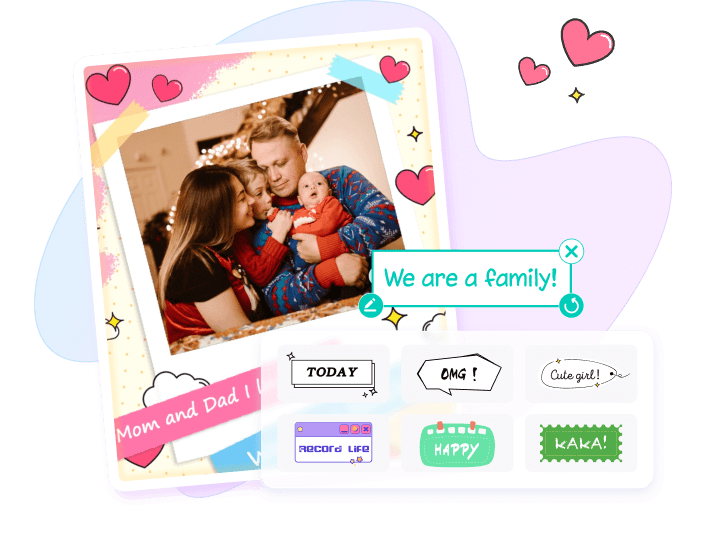 We are a family!
TODAY
OMG !
Cute girl!
Mom and Dad I
Record Life
HAPPY
KAKA!